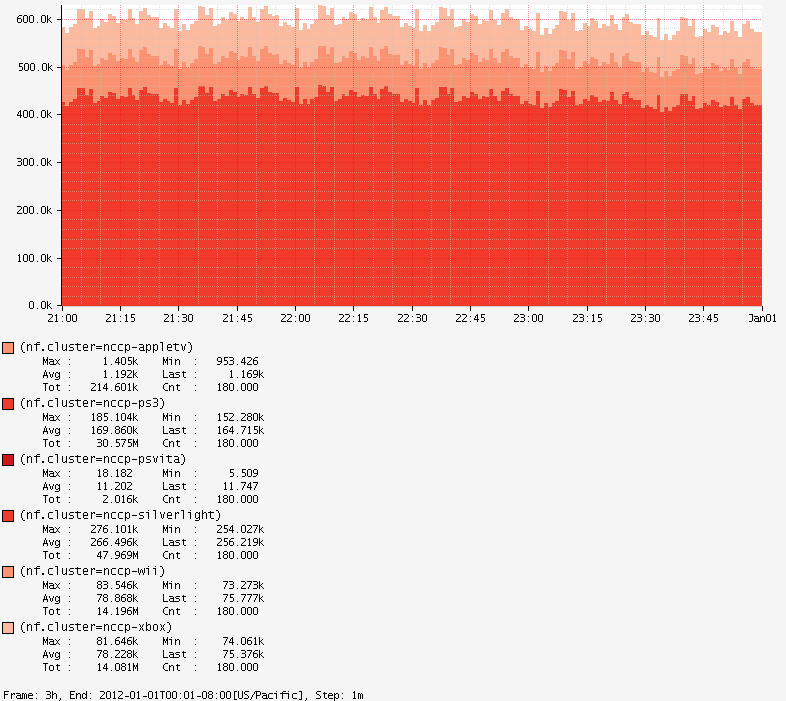 600.0k
500.0k
400.0k
300.0k
200.0k
100.0k
0.0k
21:00 21:15 21:30 21:45 22:00 22:15 22:30 22:45 23:00 23:15 23:30 23:45 Jan01
(nf.cluster=nccp-appletv)
Max : 1.405k Min : 953.426
Avg : 1.192k Last : 1.169k
Tot : 214.601k Cnt : 180.000
(nf.cluster=nccp-ps3)
Max : 185.104k Min : 152.280k
Avg : 169.860k Last : 164.715k
Tot : 30.575M Cnt : 180.000
(nf.cluster=nccp-psvita)
Max : 18.182 Min : 5.509
Avg : 11.202 Last : 11.747
Tot : 2.016k Cnt : 180.000
(nf.cluster=nccp-silverlight)
Max : 276.101k Min : 254.027k
Avg : 266.496k Last : 256.219k
Tot : 47.969M Cnt : 180.000
(nf.cluster=nccp-wii)
Max : 83.546k Min : 73.273k
Avg : 78.868k Last : 75.777k
Tot : 14.196M Cnt : 180.000
(nf.cluster=nccp-xbox)
Max : 81.646k Min : 74.061k
Avg : 78.228k Last : 75.376k
Tot : 14.081M Cnt : 180.000
Frame: 3h, End: 2012-01-01T00:01-08:00[US/Pacific], Step: 1m